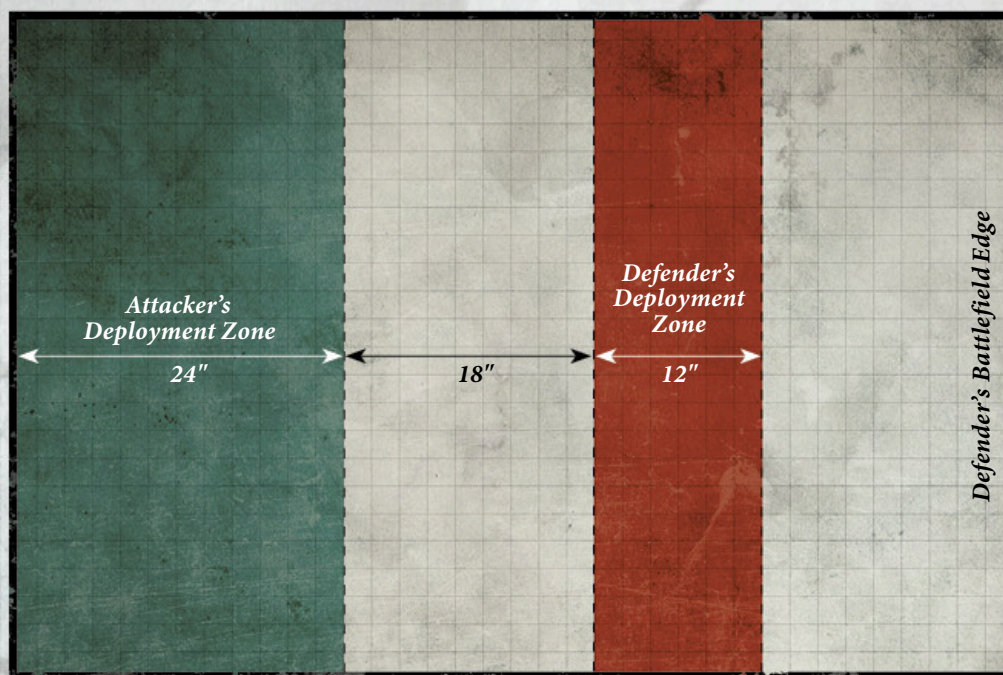 Attacker's
Deployment Zone
24"
18"
Defender's
Deployment
Zone
12"
Defender's Battlefield Edge